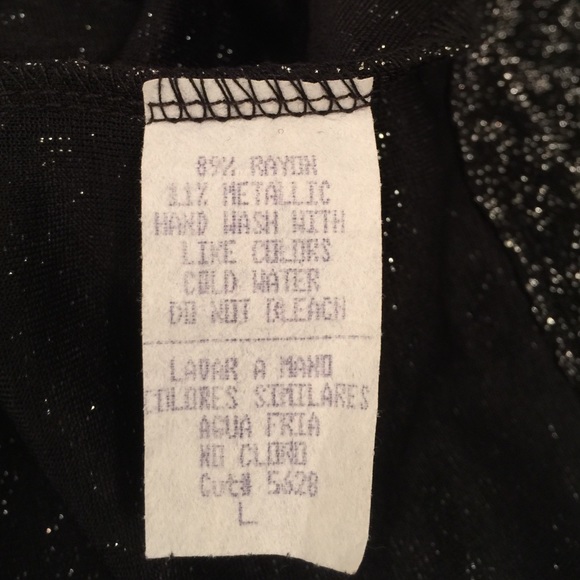 89% RAYON
11% METALLIC
HAND WASH WITH
LIKE COLORS
COLD WATER
DO NOT BLEACH
LAVAR A MANO
COLORES SIMILARES
AGUA FRIA
NO CLORO
Cut# 5628
L